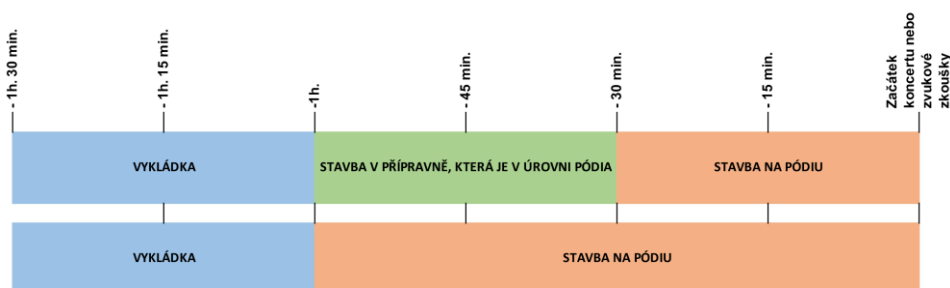 - 1h. 30 min.
- 1h. 15 min.
-1h.
- 45 min.
- 30 min.
- 15 min.
Začátek
koncertu nebo
zvukové
zkoušky
VYKLÁDKA
STAVBA V PŘÍPRAVNĚ, KTERÁ JE V ÚROVNI PÓDIA
STAVBA NA PÓDIU
VYKLÁDKA
STAVBA NA PÓDIU